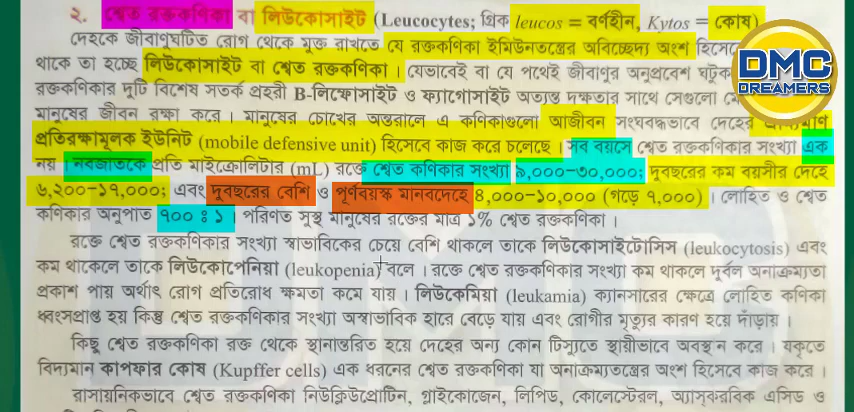 ২. শ্বেত রক্তকণিকা বা লিউকোসাইট (Leucocytes; গ্রিক leucos = বর্ণহীন, Kytos = কোষ)
দেহকে জীবাণুঘটিত রোগ থেকে মুক্ত রাখতে যে রক্তকণিকা ইমিউনতন্ত্রের অবিচ্ছেদ্য অংশ হিসেবে
থাকে তা হচ্ছে লিউকোসাইট বা শ্বেত রক্তকণিকা। যেভাবেই বা যে পথেই জীবাণুর অনুপ্রবেশ ঘটুক
রক্তকণিকার দুটি বিশেষ সতর্ক প্রহরী B-লিম্ফোসাইট ও ফ্যাগোসাইট অত্যন্ত দক্ষতার সাথে সেগুলো
মানুষের জীবন রক্ষা করে। মানুষের চোখের অন্তরালে এ কণিকাগুলো আজীবন সংঘবদ্ধভাবে দেহের
প্রতিরক্ষামূলক ইউনিট (mobile defensive unit) হিসেবে কাজ করে চলেছে। সব বয়সে শ্বেত রক্তকণিকার সংখ্যা এক
নয়। নবজাতকে প্রতি মাইক্রোলিটার (mL) রক্তে শ্বেত কণিকার সংখ্যা ৯,০০০-৩০,০০০; দুবছরের কম বয়সীর দেহে
৬,২০০-১৭,০০০; এবং দুবছরের বেশি ও পূর্ণবয়স্ক মানবদেহে ৪,০০০-১০,০০০ (গড়ে ৭,০০০)। লোহিত ও শ্বেত
কণিকার অনুপাত ৭০০ : ১। পরিণত সুস্থ মানুষের রক্তের মাত্র ১% শ্বেত রক্তকণিকা।
রক্তে শ্বেত রক্তকণিকার সংখ্যা স্বাভাবিকের চেয়ে বেশি থাকলে তাকে লিউকোসাইটোসিস (leukocytosis) এবং
কম থাকলে তাকে লিউকোপেনিয়া (leukopenia) বলে। রক্তে শ্বেত রক্তকণিকার সংখ্যা কম থাকলে দুর্বল অনাক্রম্যতা
প্রকাশ পায় অর্থাৎ রোগ প্রতিরোধ ক্ষমতা কমে যায়। লিউকেমিয়া (leukamia) ক্যানসারের ক্ষেত্রে লোহিত কণিকা
ধ্বংসপ্রাপ্ত হয় কিন্তু শ্বেত রক্তকণিকার সংখ্যা অস্বাভাবিক হারে বেড়ে যায় এবং রোগীর মৃত্যুর কারণ হয়ে দাঁড়ায়।
কিছু শ্বেত রক্তকণিকা রক্ত থেকে স্থানান্তরিত হয়ে দেহের অন্য কোন টিস্যুতে স্থায়ীভাবে অবস্থান করে। যকৃতে
বিদ্যমান কাপফার কোষ (Kupffer cells) এক ধরনের শ্বেত রক্তকণিকা যা অনাক্রম্যতন্ত্রের অংশ হিসেবে কাজ করে।
রাসায়নিকভাবে শ্বেত রক্তকণিকা নিউক্লিওপ্রোটিন, গ্লাইকোজেন, লিপিড, কোলেস্টেরল, অ্যাসকরবিক এসিড ও
DMC
DREAMERS